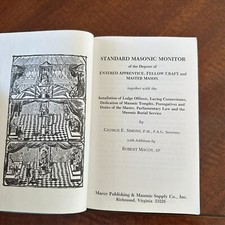 STANDARD MASONIC MONITOR
of the Degrees of
ENTERED APPRENTICE, FELLOW CRAFT and
MASTER MASON,
together with the
Installation of Lodge Officers, Laying Cornerstones,
Dedication of Masonic Temples, Prerogatives and
Duties of the Master, Parliamentary Law and the
Masonic Burial Service
By
GEORGE E. SIMONS, P.M.,
with Additions by
ROBERT MACOY, 33°
Macoy Publishing & Masonic Supply Co., Inc.
Richmond, Virginia 23228